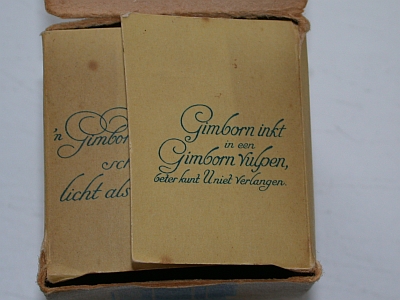 'n Gimborn
sch
licht als
Gimborn inkt
in een
Gimborn Vulpen,
beter kunt U niet Verlangen.